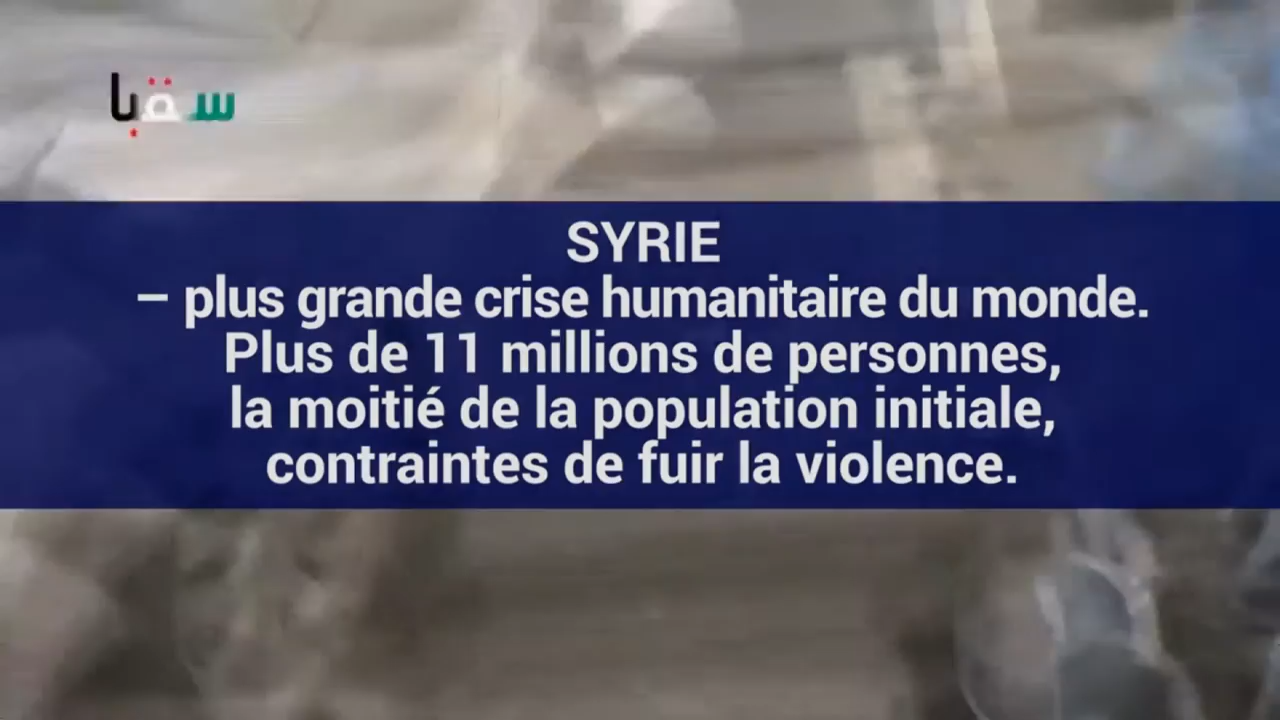 سقبا
SYRIE
– plus grande crise humanitaire du monde.
Plus de 11 millions de personnes,
la moitié de la population initiale,
contraintes de fuir la violence.